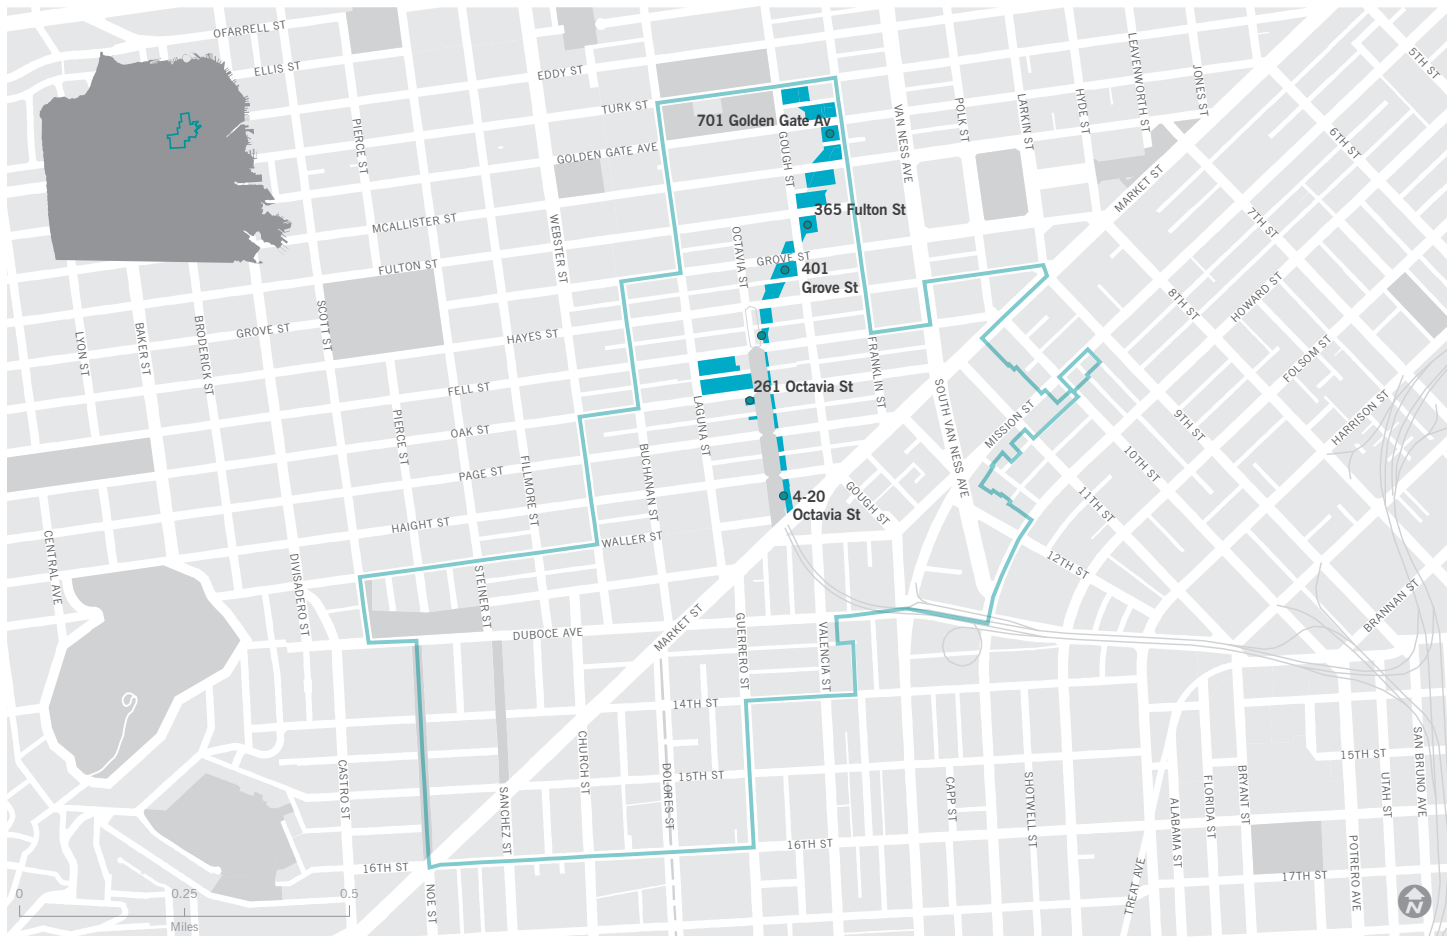 OFARRELL ST
ELLIS ST
EDDY ST
TURK ST
GOLDEN GATE AVE
MCALLISTER ST
FULTON ST
GROVE ST
HAYES ST
FELL ST
OAK ST
PAGE ST
HAIGHT ST
WALLER ST
DUBOCE AVE
14TH ST
15TH ST
16TH ST
PIERCE ST
WEBSTER ST
LYON ST
BAKER ST
BRODERICK ST
SCOTT ST
PIERCE ST
FILLMORE ST
BUCHANAN ST
LAGUNA ST
OCTAVIA ST
GOUGH ST
GROVE ST
VAN NESS AVE
POLK ST
LARKIN ST
HYDE ST
LEAVENWORTH ST
JONES ST
5TH ST
6TH ST
7TH ST
8TH ST
9TH ST
10TH ST
11TH ST
12TH ST
MARKET ST
HOWARD ST
FOLSOM ST
HARRISON ST
BRANNAN ST
MISSION ST
FRANKLIN ST
SOUTH VAN NESS AVE
GOUGH ST
701 Golden Gate Av
365 Fulton St
401
Grove St
261 Octavia St
4-20
Octavia St
CENTRAL AVE
DIVISADERO ST
STEINER ST
MARKET ST
GUERRERO ST
VALENCIA ST
CASTRO ST
SANCHEZ ST
CHURCH ST
DOLORES ST
NOE ST
16TH ST
CAPP ST
SHOTWELL ST
TREAT AVE
ALABAMA ST
FLORIDA ST
BRYANT ST
15TH ST
17TH ST
POTRERO AVE
UTAH ST
SAN BRUNO AVE
0 0.25 0.5
Miles
N